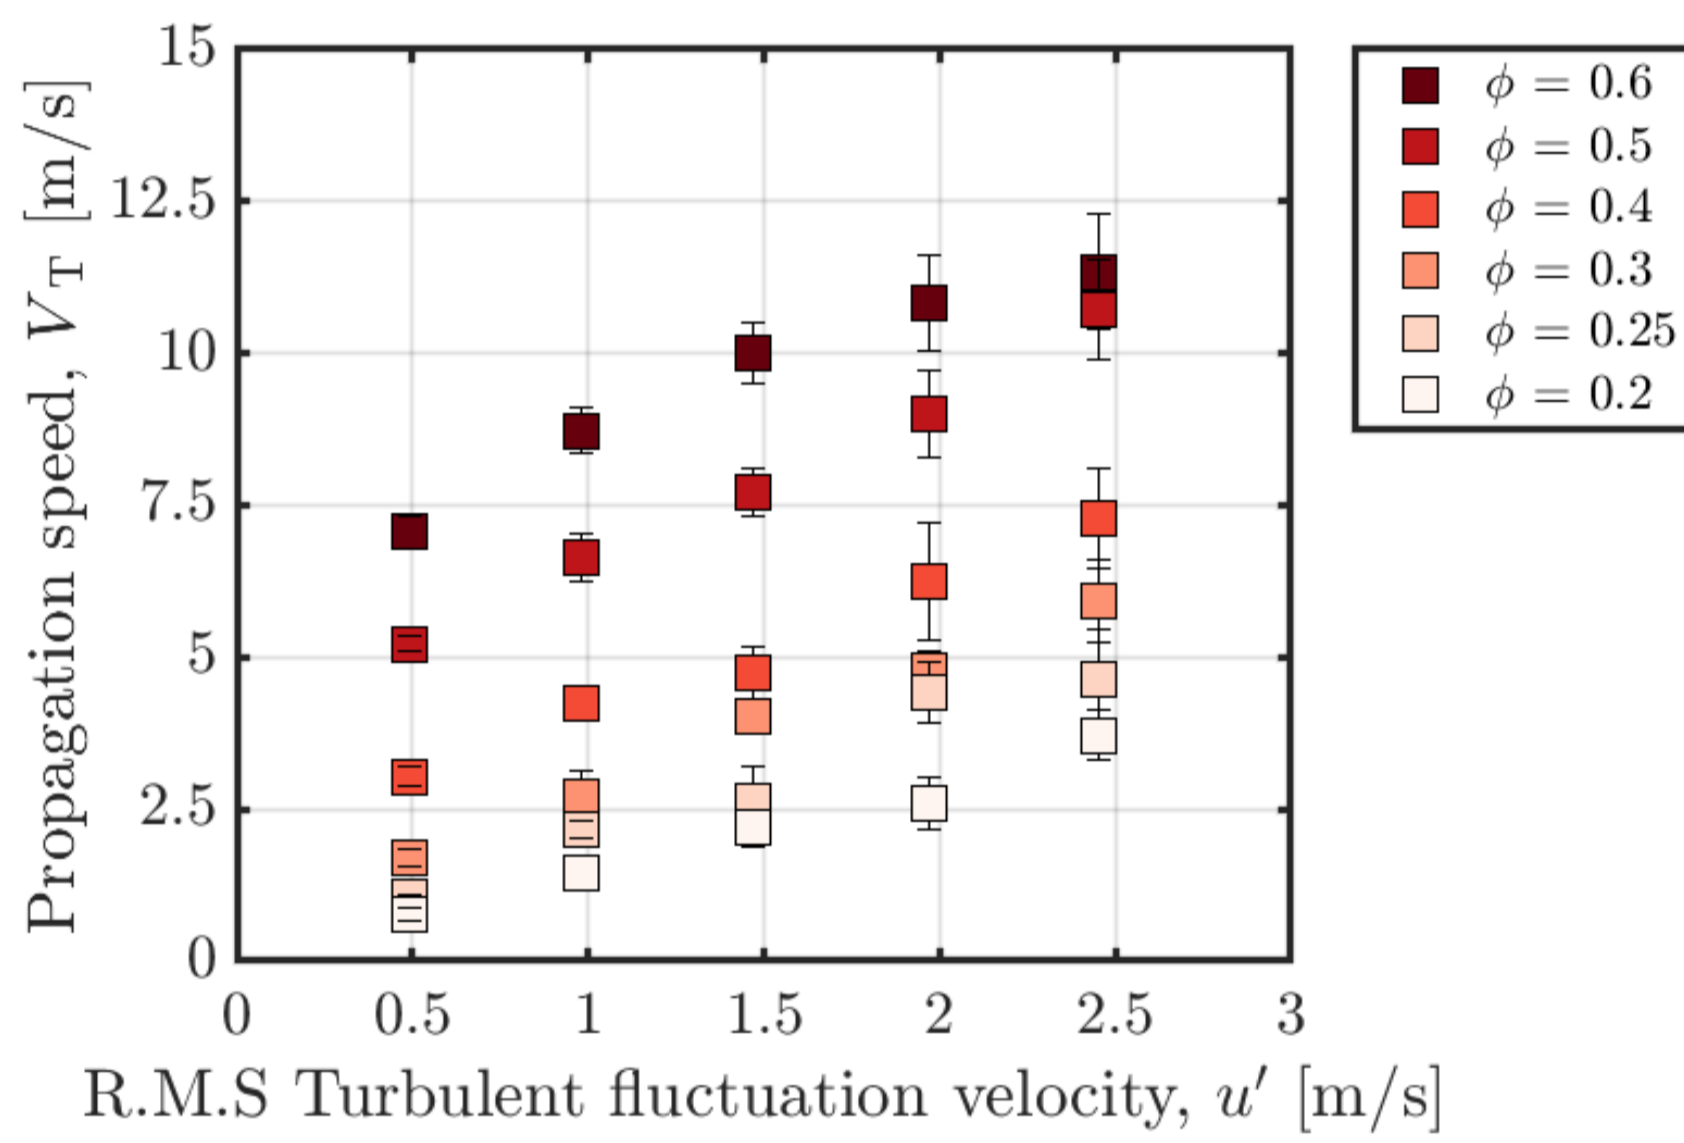 15
12.5
10
7.5
5
2.5
0
0 0.5 1 1.5 2 2.5 3
Propagation speed, V_T [m/s]
R.M.S Turbulent fluctuation velocity, u′ [m/s]
ϕ = 0.6
ϕ = 0.5
ϕ = 0.4
ϕ = 0.3
ϕ = 0.25
ϕ = 0.2